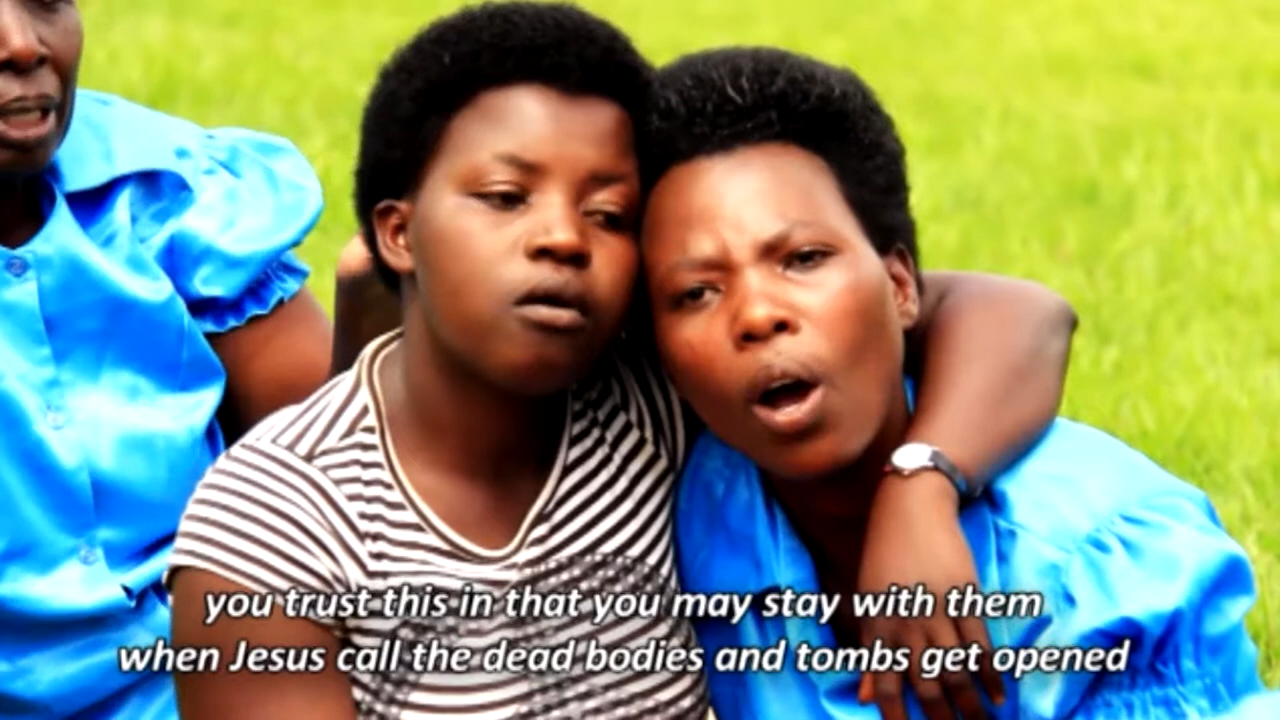 you trust this in that you may stay with them
when Jesus call the dead bodies and tombs get opened